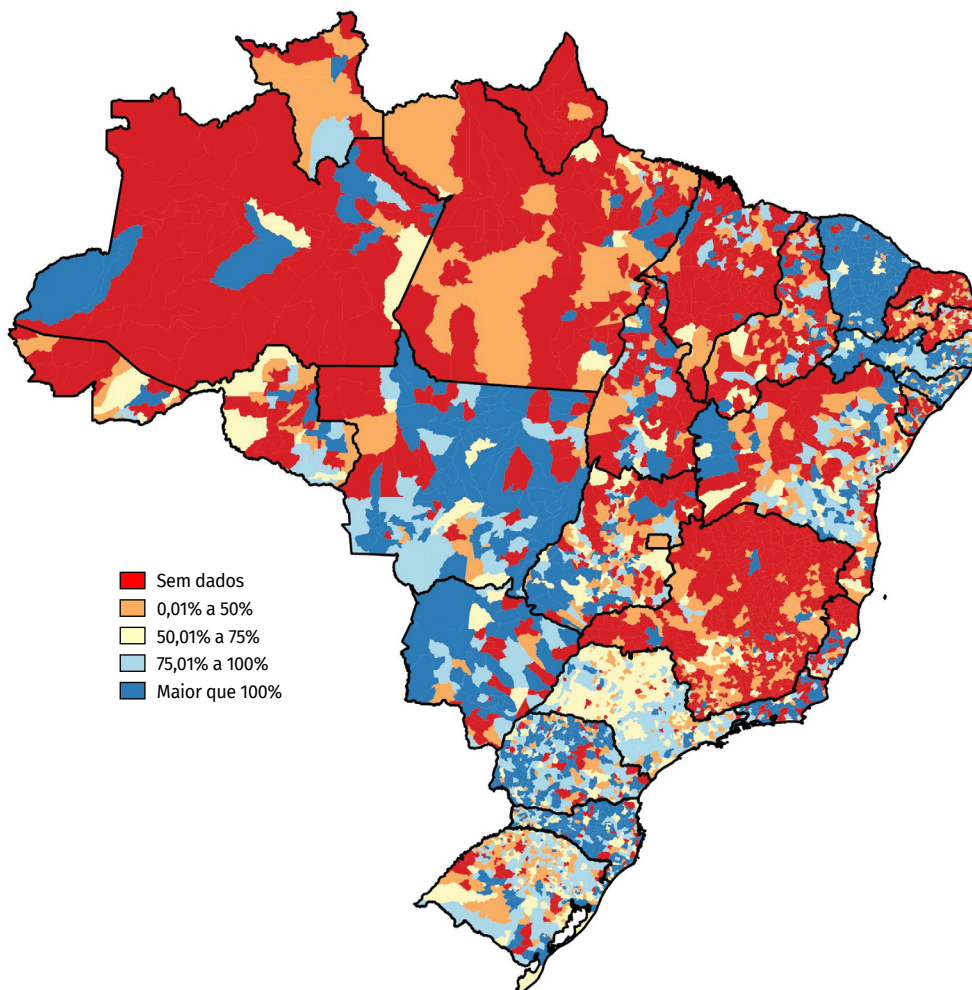 Sem dados
0,01% a 50%
50,01% a 75%
75,01% a 100%
Maior que 100%